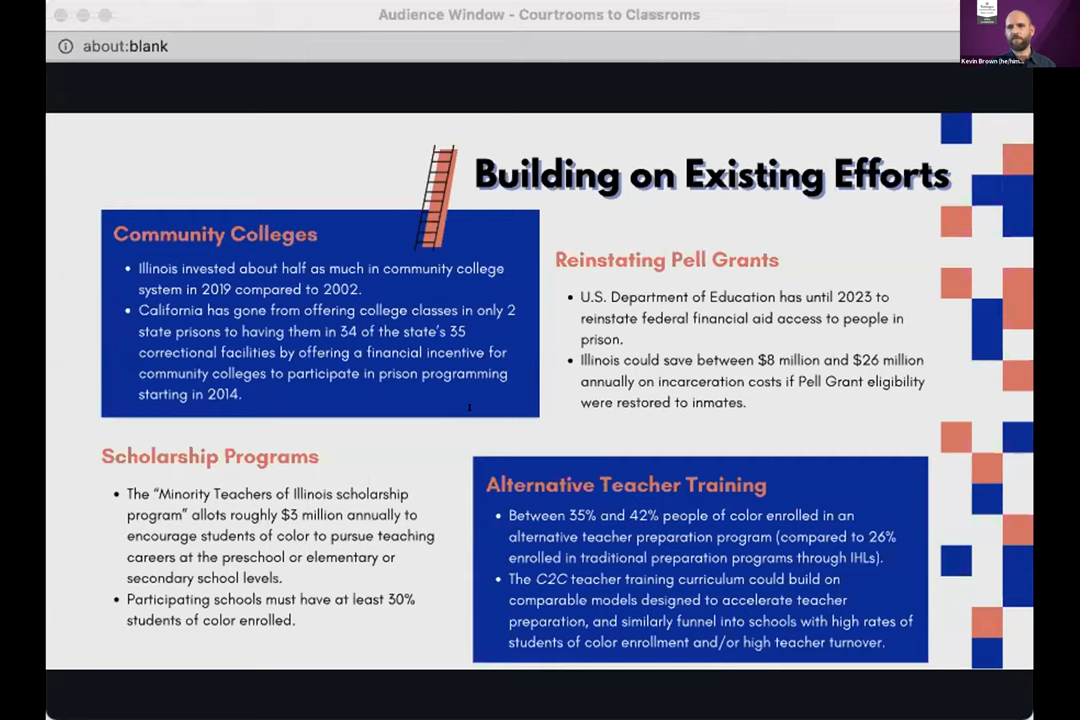 Audience Window - Courtrooms to Classroms
about:blank
Kevin Brown (he/him...
Building on Existing Efforts
Community Colleges
• Illinois invested about half as much in community college
system in 2019 compared to 2002.
• California has gone from offering college classes in only 2
state prisons to having them in 34 of the state's 35
correctional facilities by offering a financial incentive for
community colleges to participate in prison programming
starting in 2014.
Reinstating Pell Grants
• U.S. Department of Education has until 2023 to
reinstate federal financial aid access to people in
prison.
• Illinois could save between $8 million and $26 million
annually on incarceration costs if Pell Grant eligibility
were restored to inmates.
Scholarship Programs
• The “Minority Teachers of Illinois scholarship
program” allots roughly $3 million annually to
encourage students of color to pursue teaching
careers at the preschool or elementary or
secondary school levels.
• Participating schools must have at least 30%
students of color enrolled.
Alternative Teacher Training
• Between 35% and 42% people of color enrolled in an
alternative teacher preparation program (compared to 26%
enrolled in traditional preparation programs through IHLs).
• The C2C teacher training curriculum could build on
comparable models designed to accelerate teacher
preparation, and similarly funnel into schools with high rates of
students of color enrollment and/or high teacher turnover.